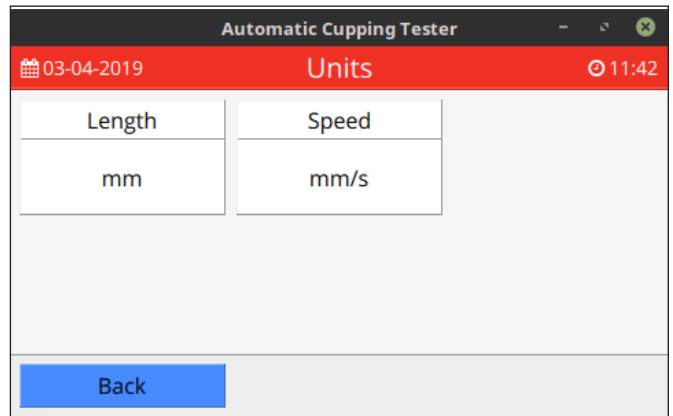 Automatic Cupping Tester
03-04-2019 Units 11:42
Length Speed
mm mm/s
Back